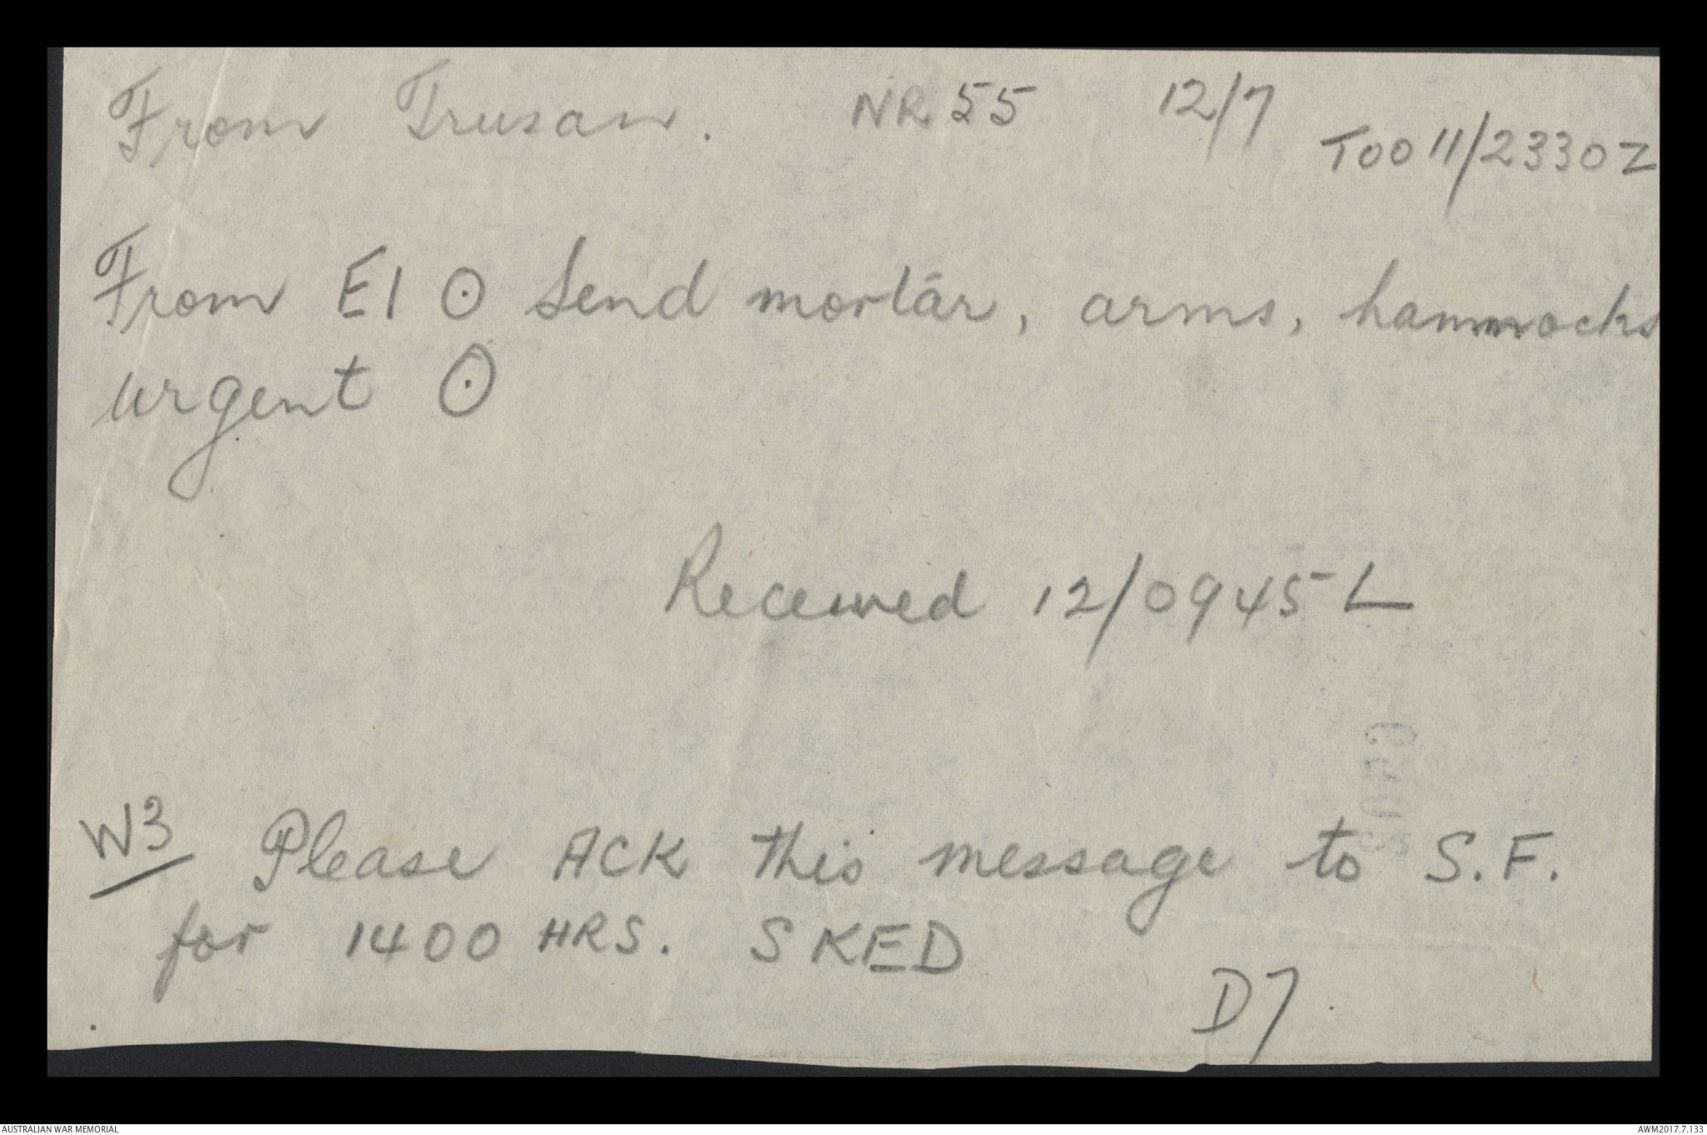 From Trusan. NR. 55 12/7
TOO 11/2330Z
From E1 ⊙ Send mortar, arms, hammocks
urgent ⊙
Received 12/0945 L
W3 Please ACK this message to S.F.
for 1400 HRS. SKED
D7.
AUSTRALIAN WAR MEMORIAL AWM2017.7.133